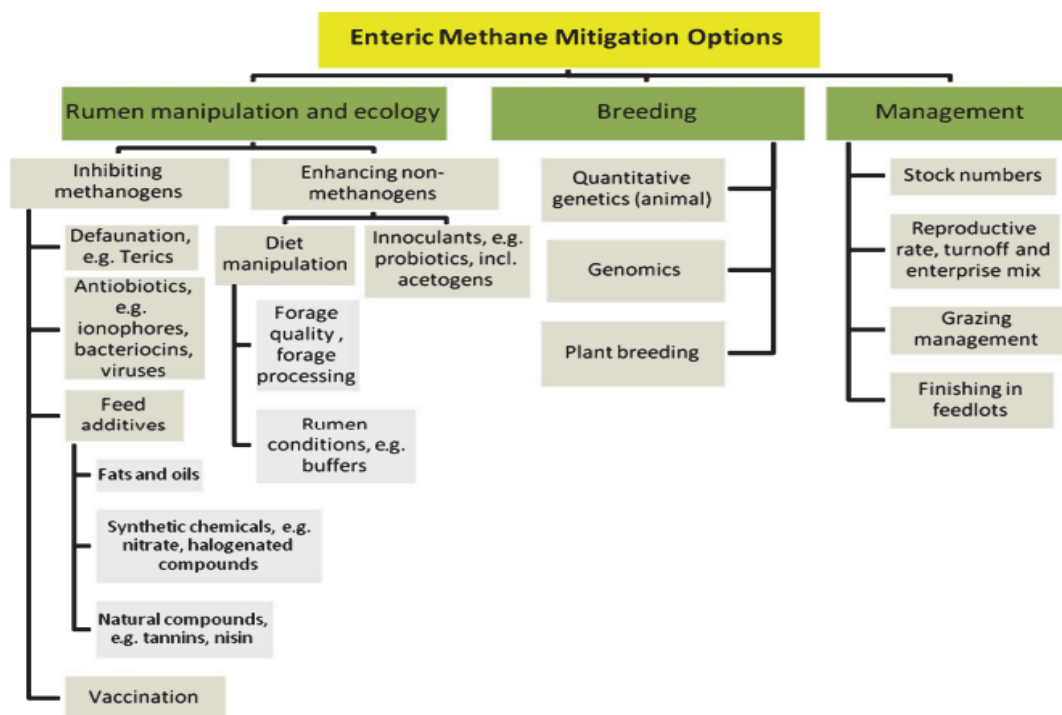 Enteric Methane Mitigation Options
Rumen manipulation and ecology
Breeding
Management
Inhibiting
methanogens
Enhancing non-
methanogens
Defaunation,
e.g. Terics
Antiobiotics,
e.g.
ionophores,
bacteriocins,
viruses
Feed
additives
Fats and oils
Synthetic chemicals, e.g.
nitrate, halogenated
compounds
Natural compounds,
e.g. tannins, nisin
Vaccination
Diet
manipulation
Innoculants, e.g.
probiotics, incl.
acetogens
Forage
quality ,
forage
processing
Rumen
conditions, e.g.
buffers
Quantitative
genetics (animal)
Genomics
Plant breeding
Stock numbers
Reproductive
rate, turnoff and
enterprise mix
Grazing
management
Finishing in
feedlots